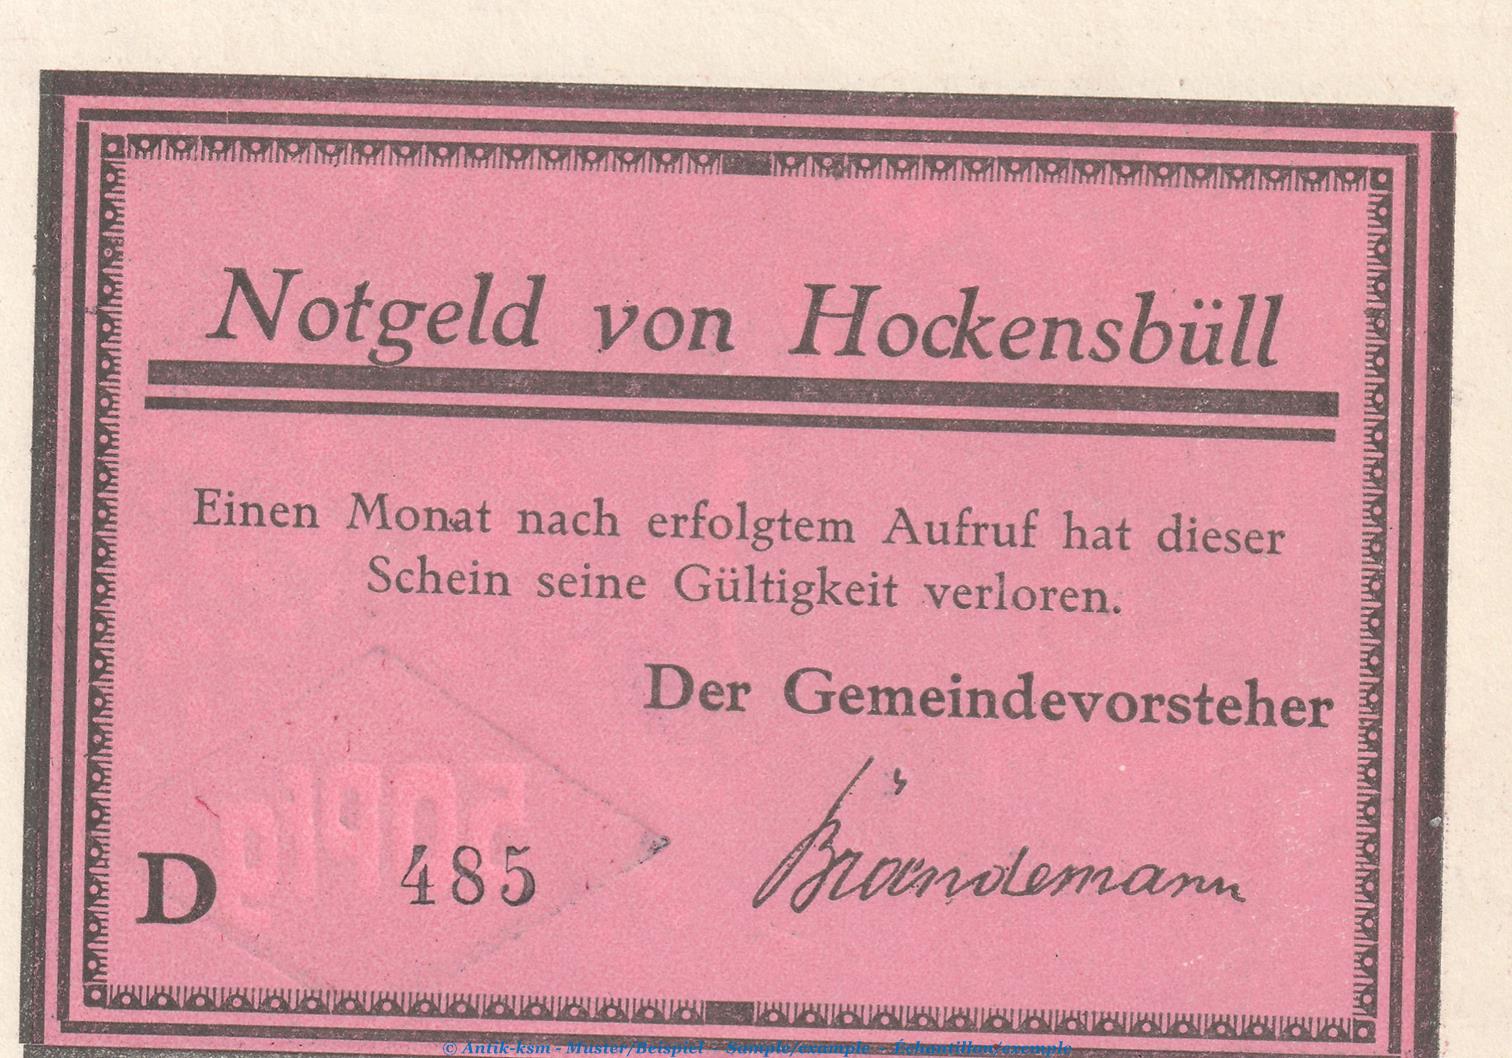 Notgeld von Hockensbüll
Einen Monat nach erfolgtem Aufruf hat dieser
Schein seine Gültigkeit verloren.
Der Gemeindevorsteher
D 485
© Antik-ksm - Muster/Beispiel - Sample/example - Échantillon/exemple